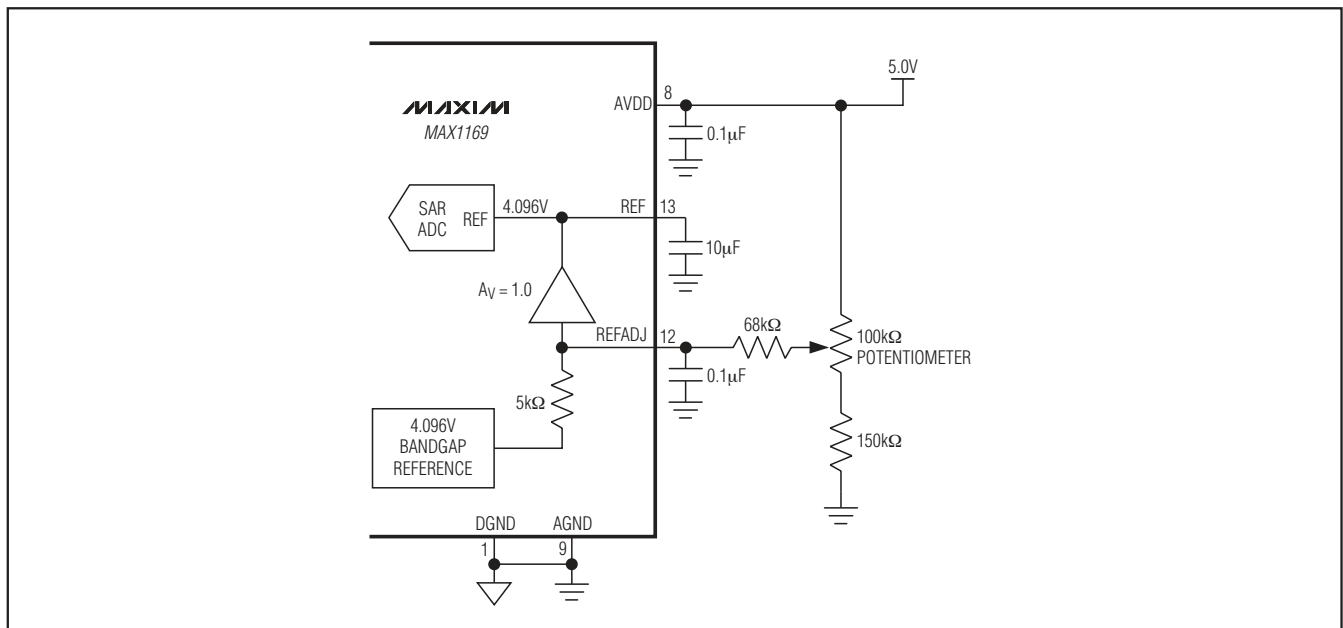 5.0V
AVDD
8
MAXIM
MAX1169
0.1µF
SAR
ADC
REF
4.096V
REF
13
10µF
AV = 1.0
REFADJ
12
68kΩ
100kΩ
POTENTIOMETER
0.1µF
5kΩ
4.096V
BANDGAP
REFERENCE
150kΩ
DGND
AGND
1
9